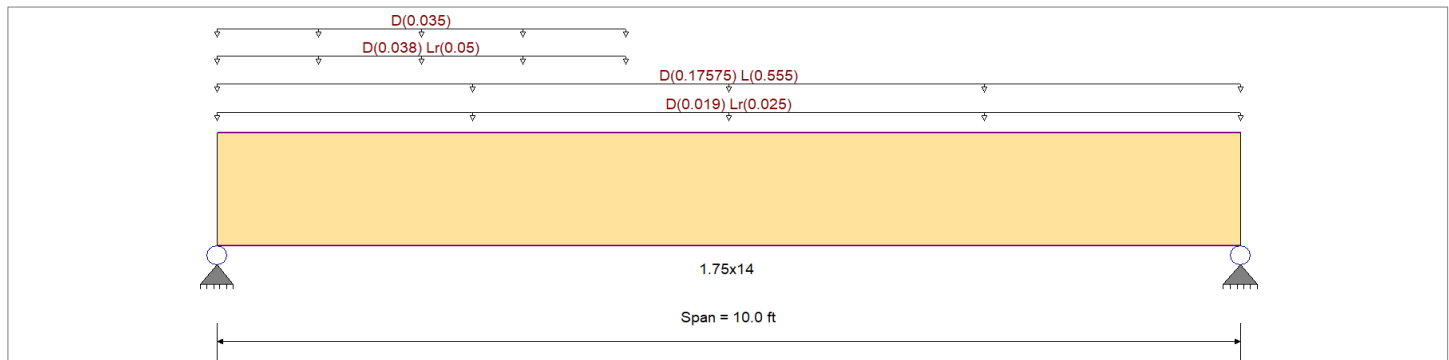 D(0.035)
D(0.038) Lr(0.05)
D(0.17575) L(0.555)
D(0.019) Lr(0.025)
1.75x14
Span = 10.0 ft